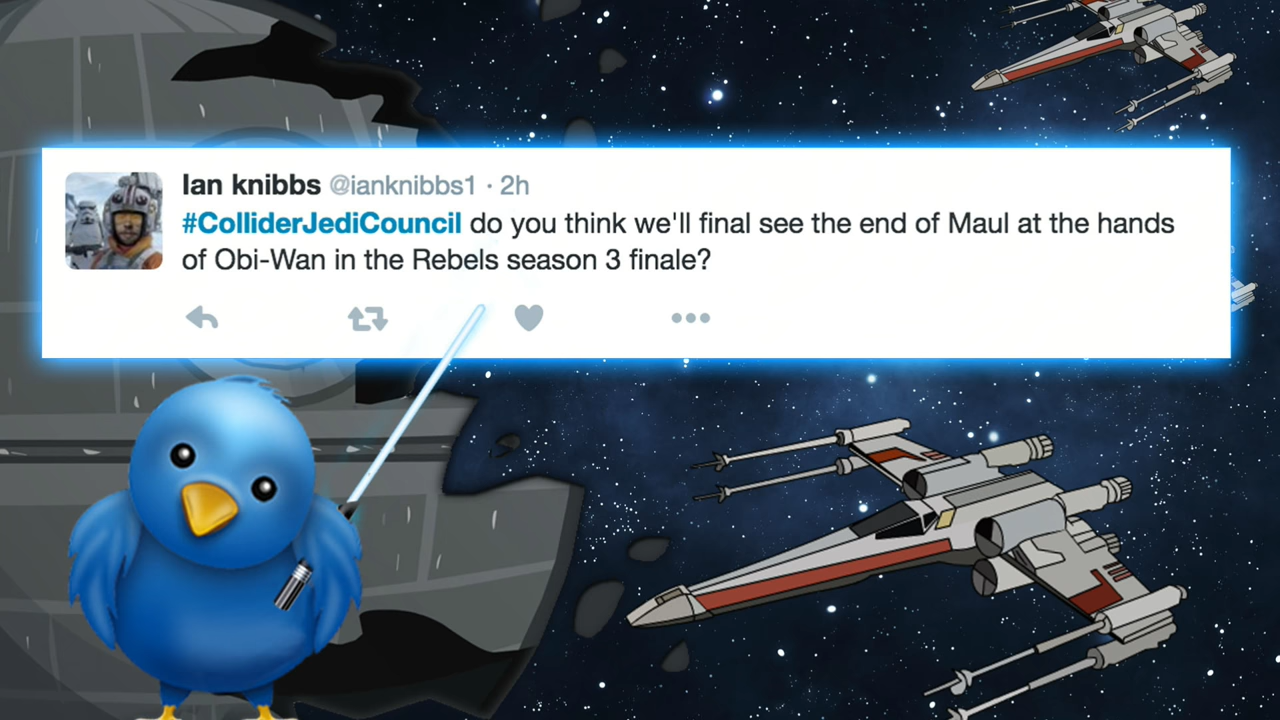 Ian knibbs @ianknibbs1 · 2h
#ColliderJediCouncil do you think we'll final see the end of Maul at the hands
of Obi-Wan in the Rebels season 3 finale?